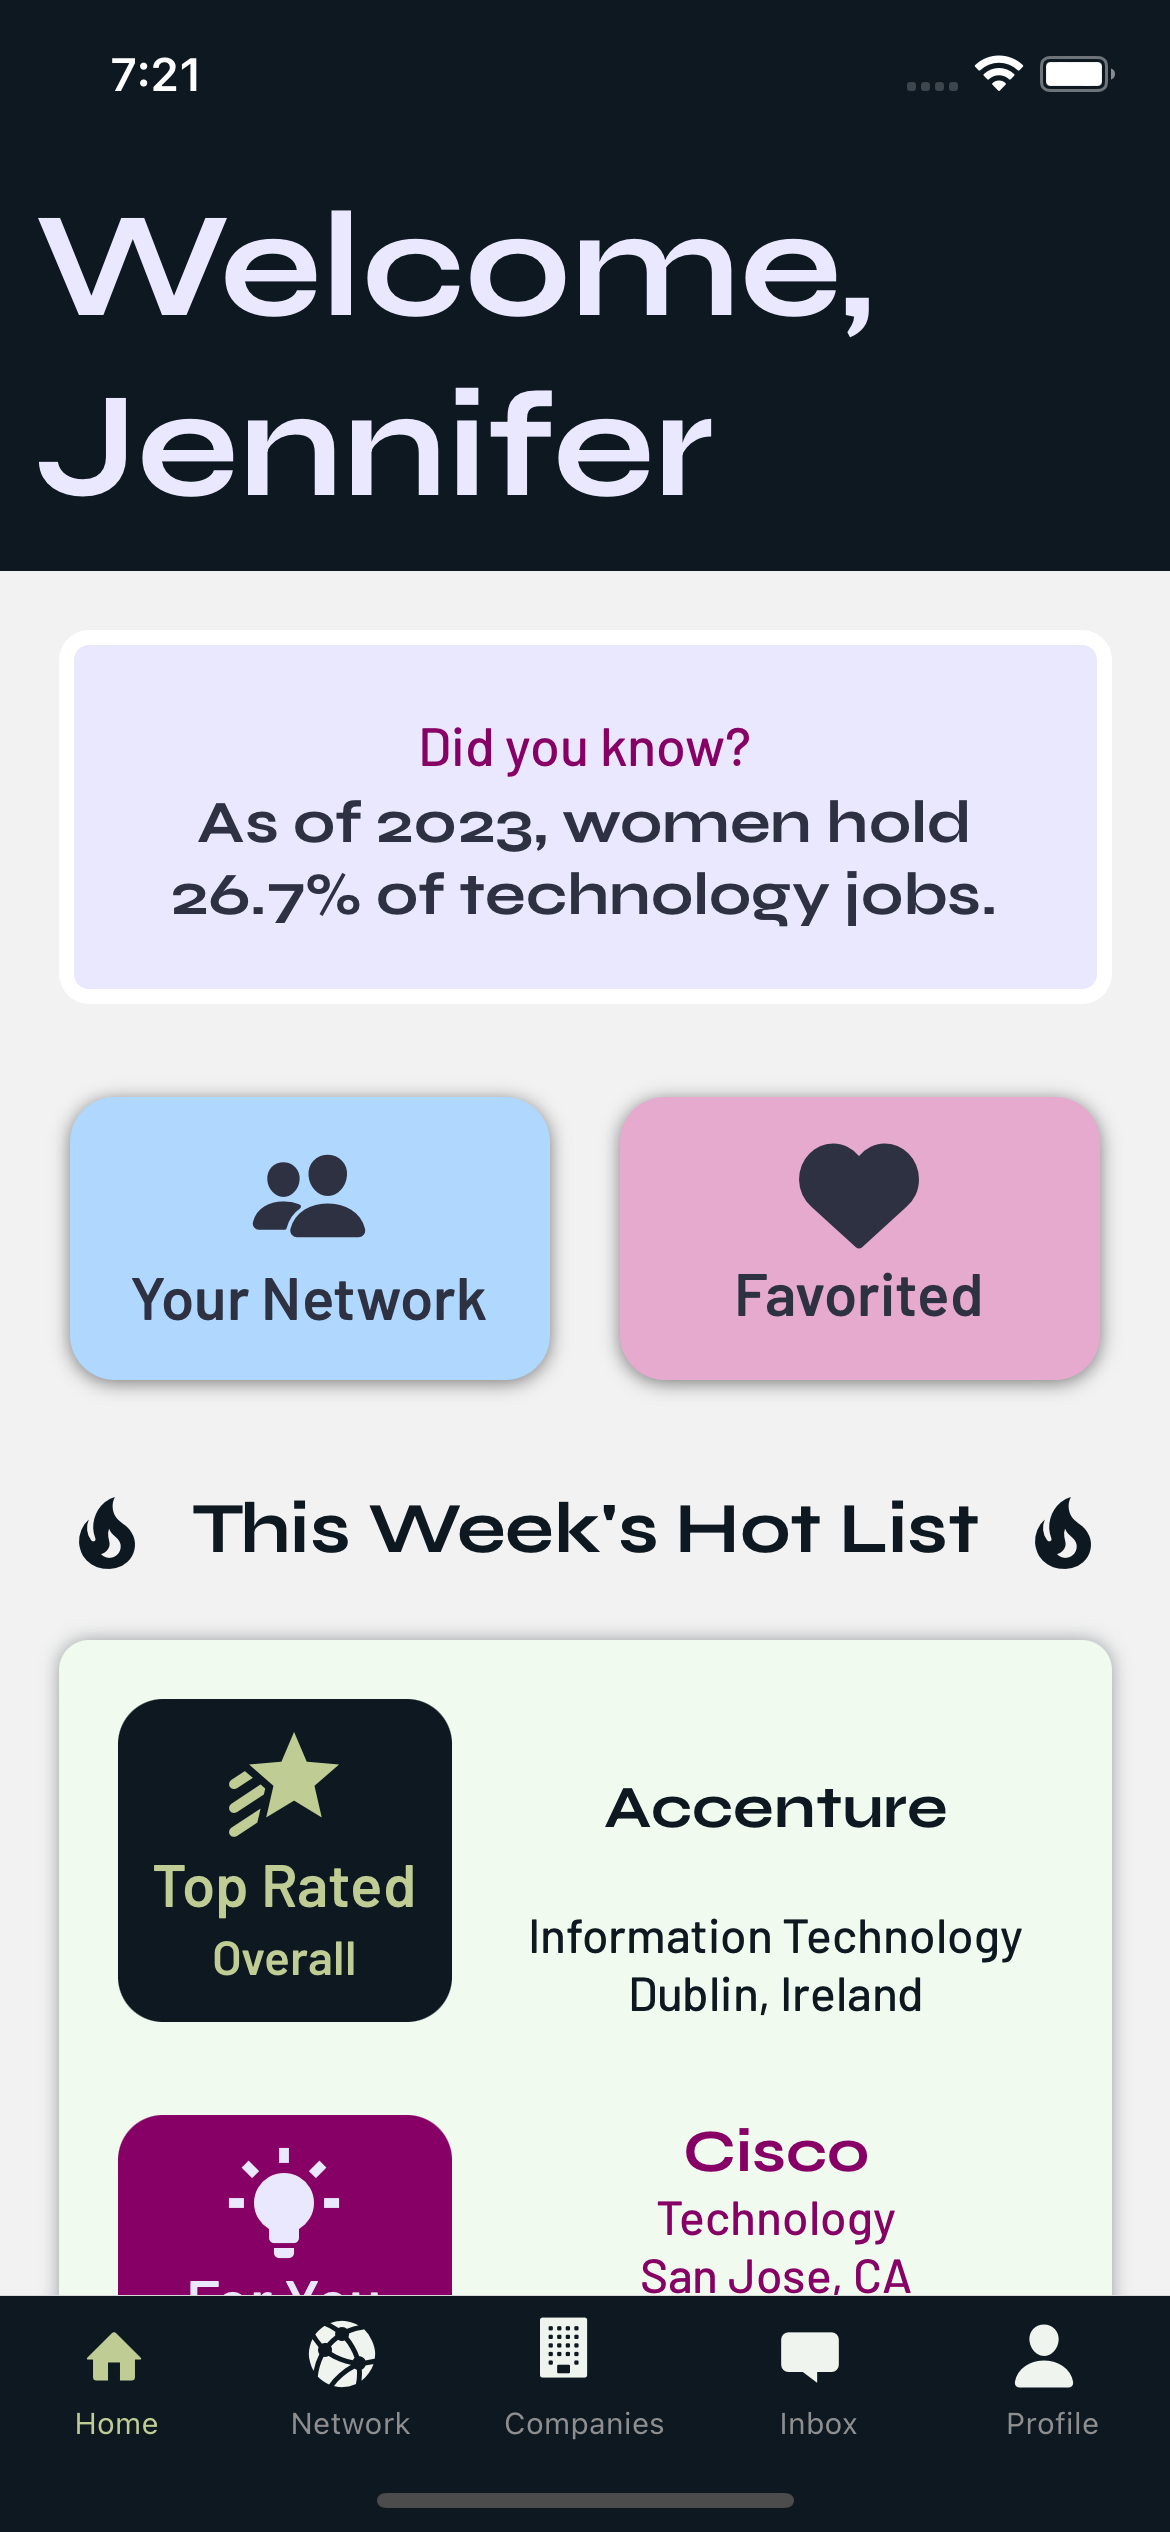 7:21
Welcome,
Jennifer
Did you know?
As of 2023, women hold
26.7% of technology jobs.
Your Network
Favorited
This Week's Hot List
Top Rated
Overall
Accenture
Information Technology
Dublin, Ireland
For You
Cisco
Technology
San Jose, CA
Home
Network
Companies
Inbox
Profile